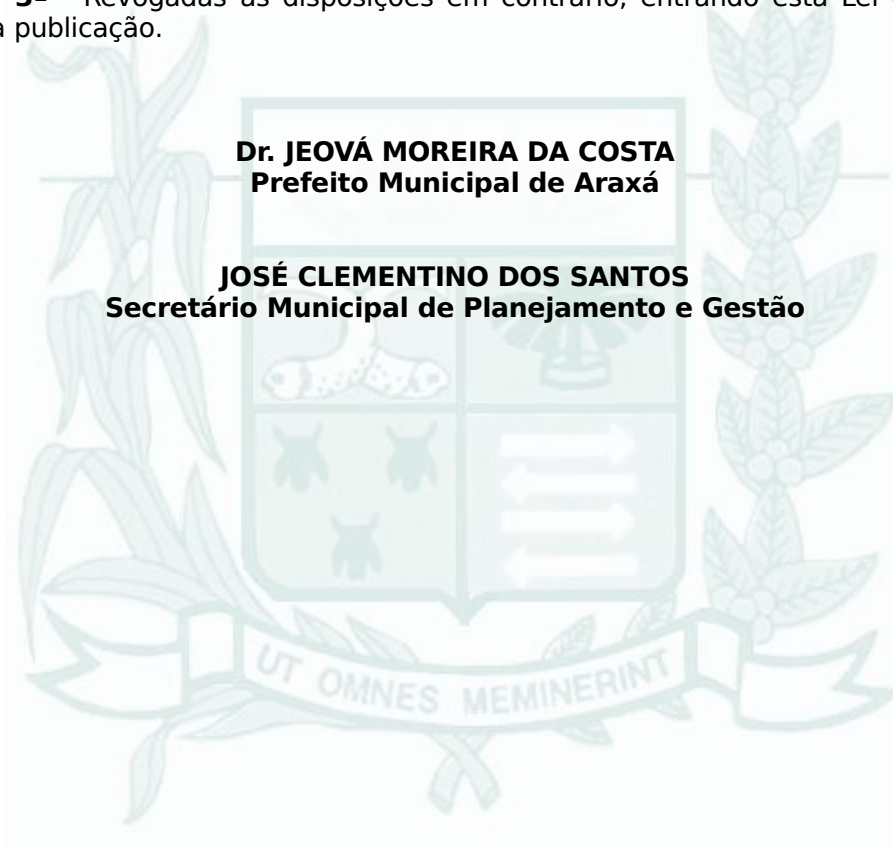 Revogadas as disposições em contrário, entrando esta Lei
a publicação.
Dr. JEOVÁ MOREIRA DA COSTA
Prefeito Municipal de Araxá
JOSÉ CLEMENTINO DOS SANTOS
Secretário Municipal de Planejamento e Gestão
UT OMNES MEMINERINT